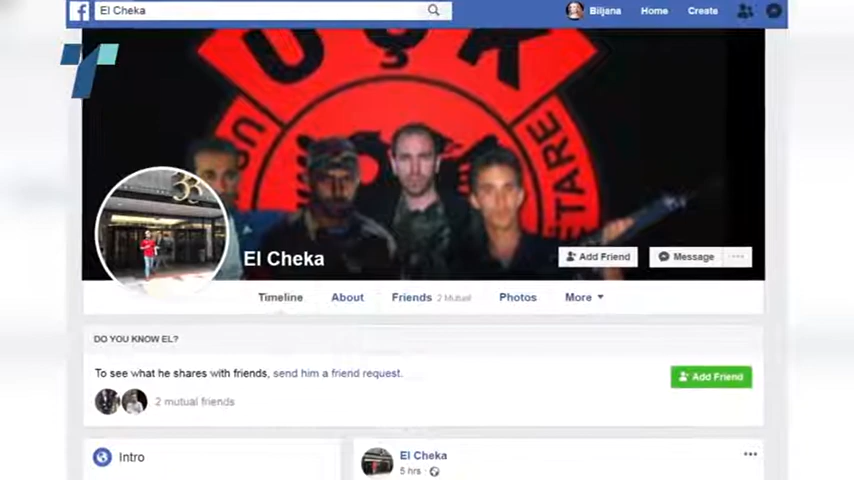 El Cheka
Biljana
Home
Create
UÇK
TARE
33
El Cheka
Add Friend
Message
Timeline
About
Friends 2 Mutual
Photos
More
DO YOU KNOW EL?
To see what he shares with friends, send him a friend request.
Add Friend
2 mutual friends
Intro
El Cheka
5 hrs